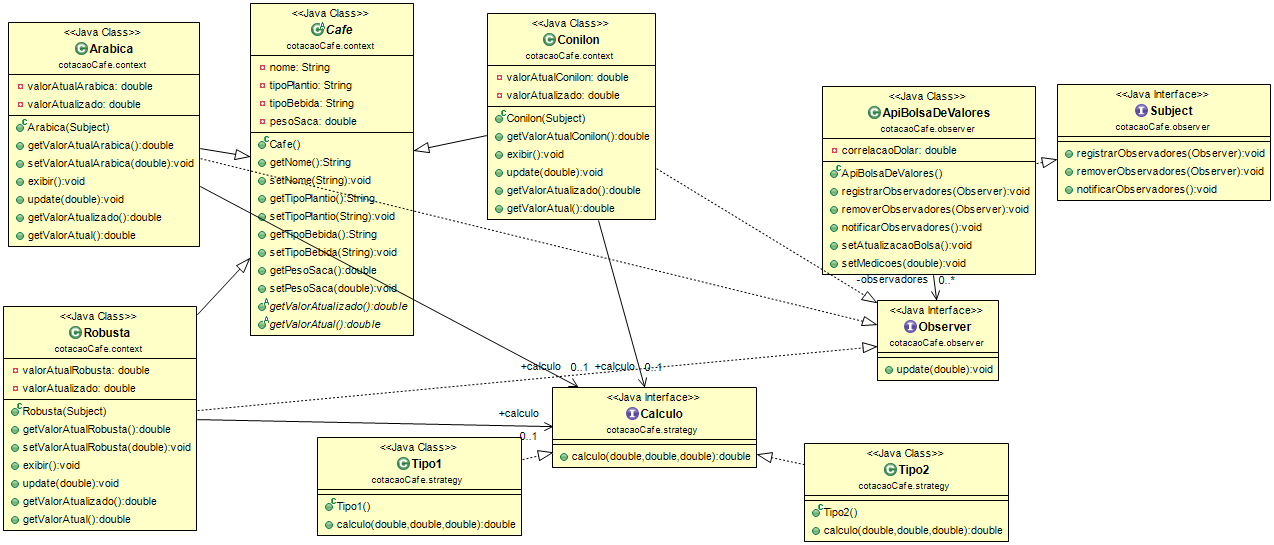 <<Java Class>>
Arabica
cotacaoCafe.context
valorAtualArabica: double
valorAtualizado: double
Arabica(Subject)
getValorAtualArabica():double
setValorAtualArabica(double):void
exibir():void
update(double):void
getValorAtualizado():double
getValorAtual():double
<<Java Class>>
Cafe
cotacaoCafe.context
nome: String
tipoPlantio: String
tipoBebida: String
pesoSaca: double
Cafe()
getNome():String
setNome(String):void
getTipoPlantio():String
setTipoPlantio(String):void
getTipoBebida():String
setTipoBebida(String):void
getPesoSaca():double
setPesoSaca(double):void
getValorAtualizado():double
getValorAtual():double
<<Java Class>>
Conilon
cotacaoCafe.context
valorAtualConilon: double
valorAtualizado: double
Conilon(Subject)
getValorAtualConilon():double
exibir():void
update(double):void
getValorAtualizado():double
getValorAtual():double
<<Java Class>>
ApiBolsaDeValores
cotacaoCafe.observer
correlacaoDolar: double
ApiBolsaDeValores()
registrarObservadores(Observer):void
removerObservadores(Observer):void
notificarObservadores():void
setAtualizacaoBolsa():void
setMedicoes(double):void
<<Java Interface>>
Subject
cotacaoCafe.observer
registrarObservadores(Observer):void
removerObservadores(Observer):void
notificarObservadores():void
-observadores 0..*
<<Java Interface>>
Observer
cotacaoCafe.observer
update(double):void
<<Java Class>>
Robusta
cotacaoCafe.context
valorAtualRobusta: double
valorAtualizado: double
Robusta(Subject)
getValorAtualRobusta():double
setValorAtualRobusta(double):void
exibir():void
update(double):void
getValorAtualizado():double
getValorAtual():double
+calculo 0..1
+calculo 0..1
+calculo
0..1
<<Java Interface>>
Calculo
cotacaoCafe.strategy
calculo(double,double,double):double
<<Java Class>>
Tipo1
cotacaoCafe.strategy
Tipo1()
calculo(double,double,double):double
<<Java Class>>
Tipo2
cotacaoCafe.strategy
Tipo2()
calculo(double,double,double):double